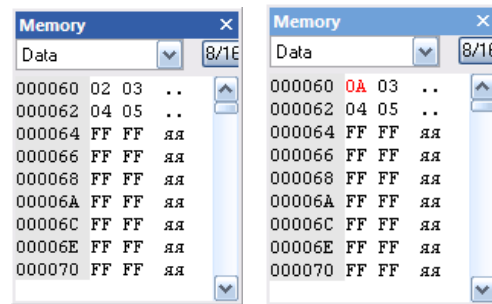 Memory ×
Data 8/16
000060 02 03 ..
000062 04 05 ..
000064 FF FF яя
000066 FF FF яя
000068 FF FF яя
00006A FF FF яя
00006C FF FF яя
00006E FF FF яя
000070 FF FF яя
Memory ×
Data 8/16
000060 0A 03 ..
000062 04 05 ..
000064 FF FF яя
000066 FF FF яя
000068 FF FF яя
00006A FF FF яя
00006C FF FF яя
00006E FF FF яя
000070 FF FF яя